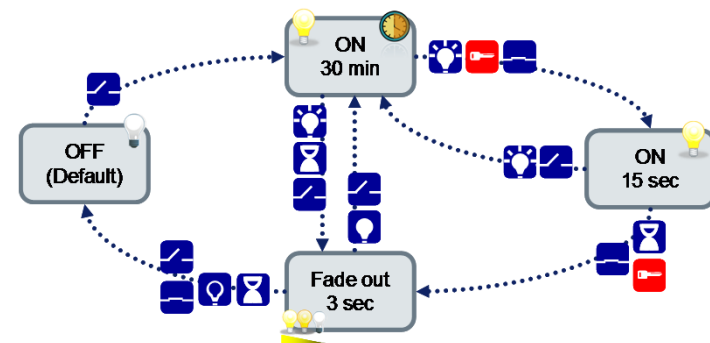 ON
30 min
OFF
(Default)
ON
15 sec
Fade out
3 sec